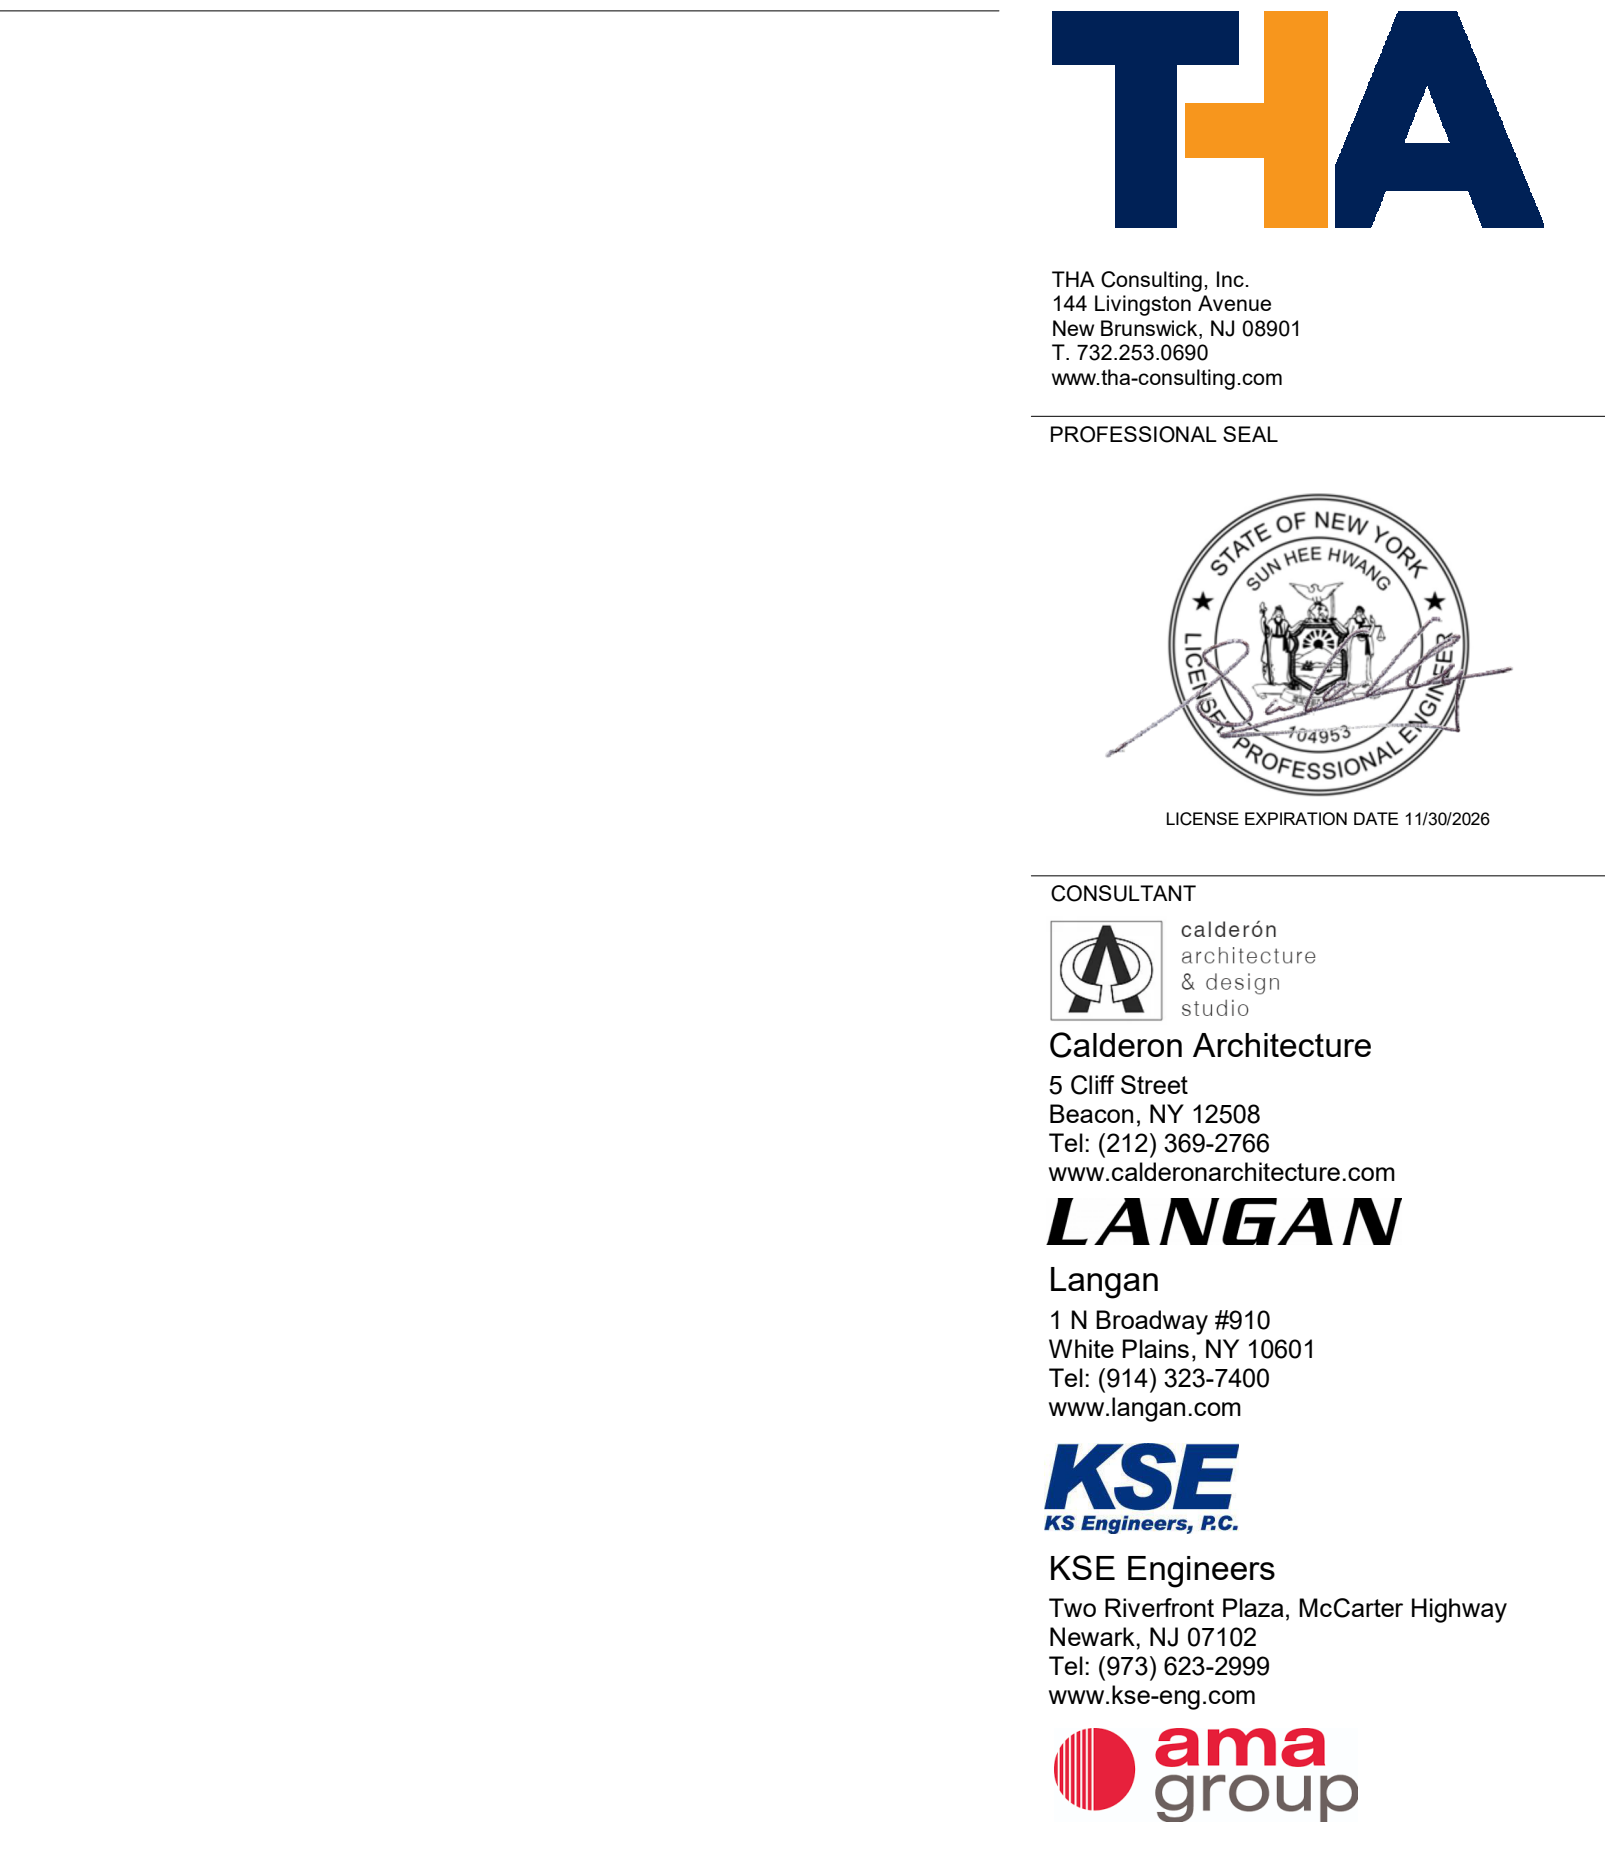 THA
THA Consulting, Inc.
144 Livingston Avenue
New Brunswick, NJ 08901
T. 732.253.0690
www.tha-consulting.com
PROFESSIONAL SEAL
STATE OF NEW YORK
SUN HEE HWANG
104953
LICENSED PROFESSIONAL ENGINEER
LICENSE EXPIRATION DATE 11/30/2026
CONSULTANT
calderón
architecture
& design
studio
Calderon Architecture
5 Cliff Street
Beacon, NY 12508
Tel: (212) 369-2766
www.calderonarchitecture.com
LANGAN
Langan
1 N Broadway #910
White Plains, NY 10601
Tel: (914) 323-7400
www.langan.com
KSE
KS Engineers, P.C.
KSE Engineers
Two Riverfront Plaza, McCarter Highway
Newark, NJ 07102
Tel: (973) 623-2999
www.kse-eng.com
ama
group